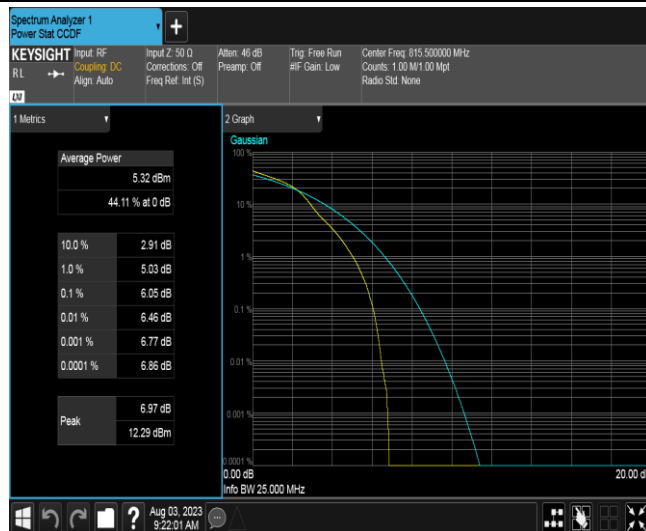 Spectrum Analyzer 1
Power Stat CCDF
+
KEYSIGHT
RL
Input: RF
Coupling: DC
Align: Auto
Input Z: 50 Ω
Corrections: Off
Freq Ref: Int (S)
Atten: 46 dB
Preamp: Off
Trig: Free Run
#IF Gain: Low
Center Freq: 815.500000 MHz
Counts: 1.00 M/1.00 Mpt
Radio Std: None
1 Metrics
Average Power
5.32 dBm
44.11 % at 0 dB
10.0 % 2.91 dB
1.0 % 5.03 dB
0.1 % 6.05 dB
0.01 % 6.46 dB
0.001 % 6.77 dB
0.0001 % 6.86 dB
Peak
6.97 dB
12.29 dBm
2 Graph
Gaussian
100 %
10 %
1 %
0.1 %
0.01 %
0.001 %
0.0001 %
0.00 dB
20.00 d
Info BW 25.000 MHz
?
Aug 03, 2023
9:22:01 AM